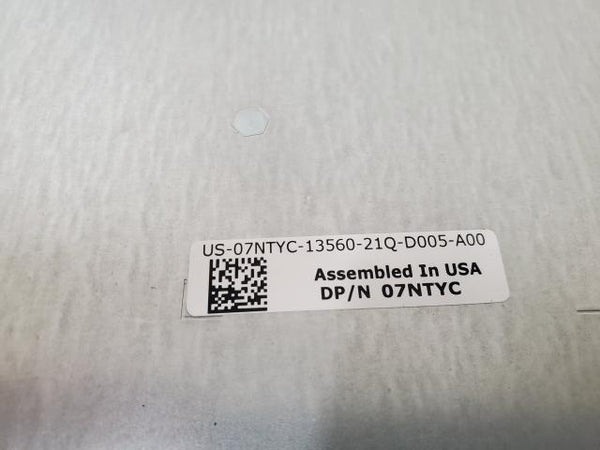 US-07NTYC-13560-21Q-D005-A00
Assembled In USA
DP/N 07NTYC